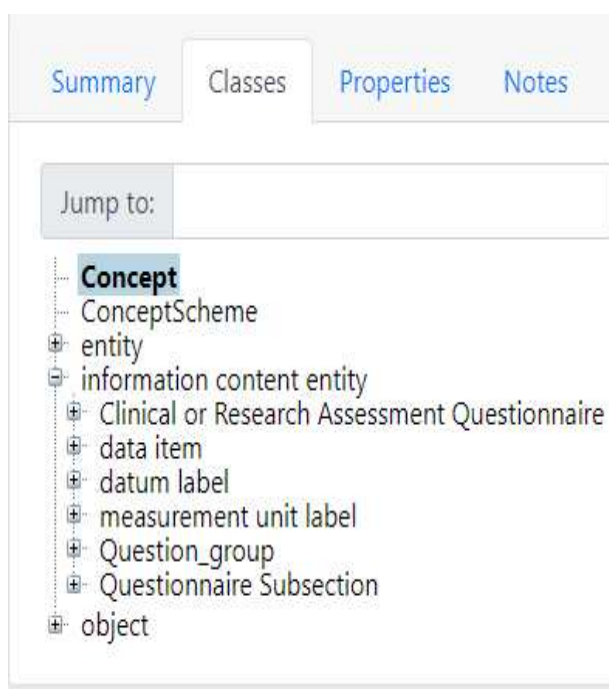 Summary Classes Properties Notes
Jump to:
Concept
ConceptScheme
entity
information content entity
Clinical or Research Assessment Questionnaire
data item
datum label
measurement unit label
Question_group
Questionnaire Subsection
object